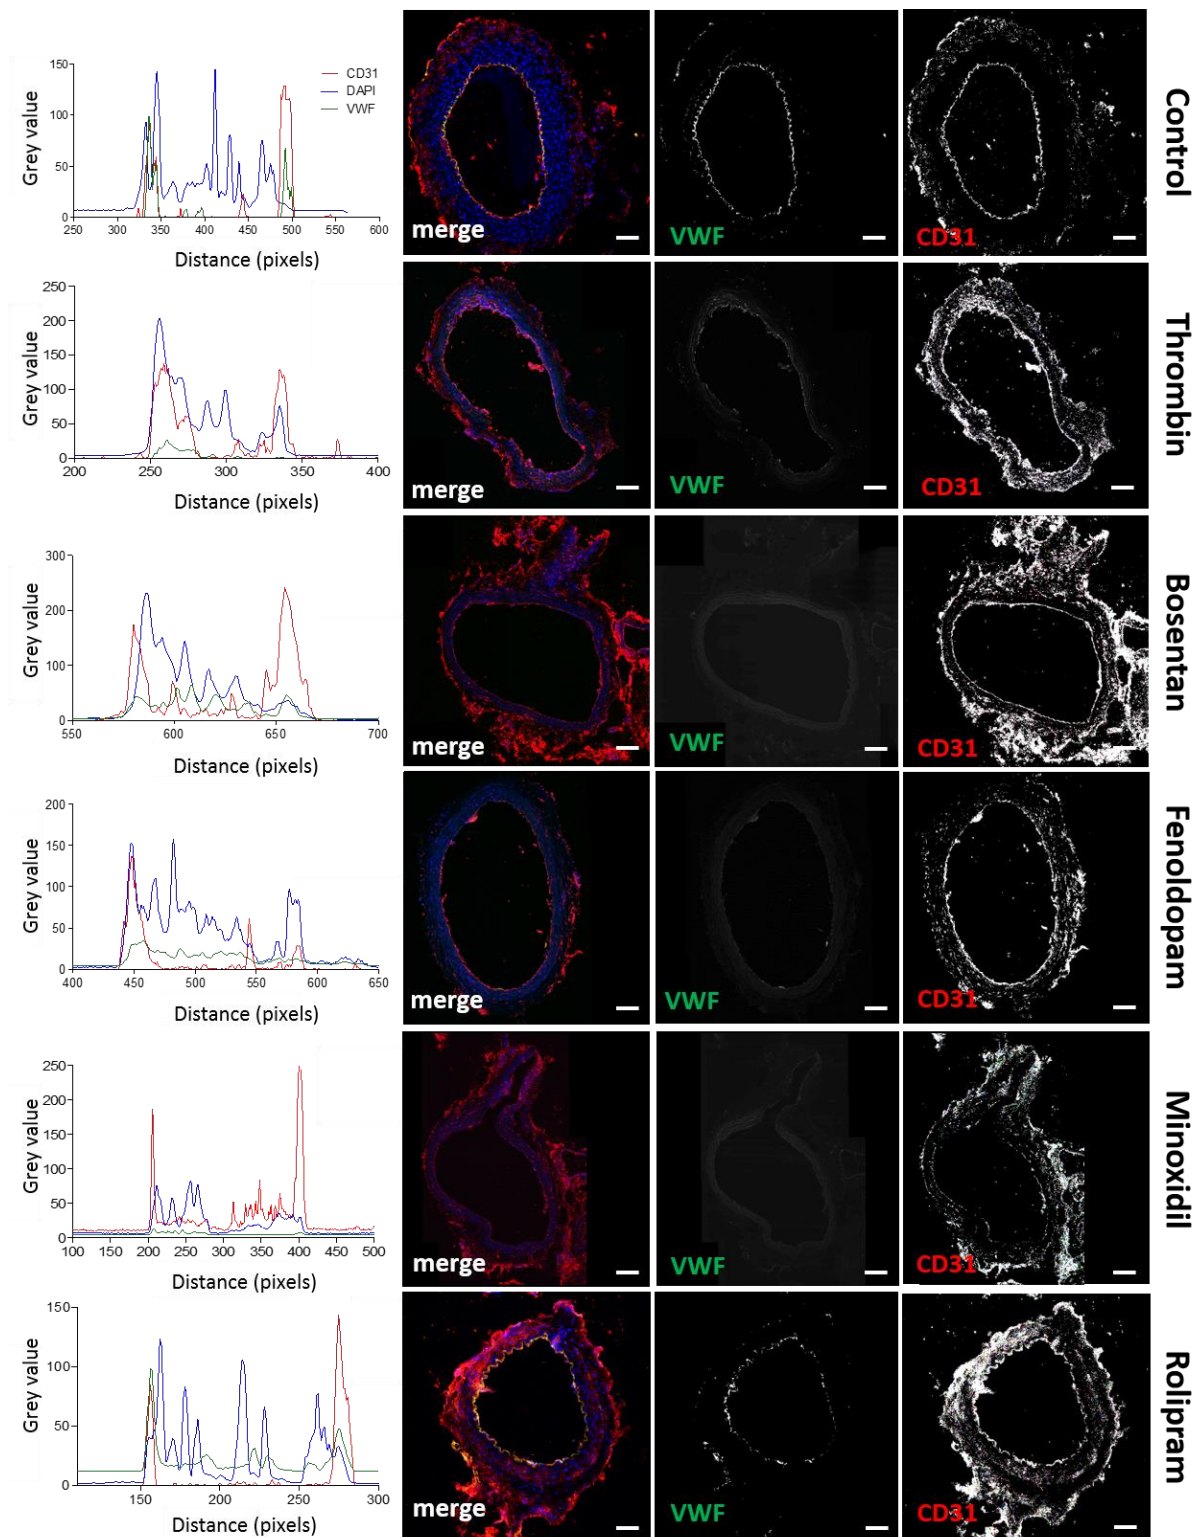 150
100
50
0
250 300 350 400 450 500 550 600
Grey value
Distance (pixels)
CD31
DAPI
VWF
merge
VWF
CD31
Control
250
200
150
100
50
0
200 250 300 350 400
Grey value
Distance (pixels)
merge
VWF
CD31
Thrombin
300
200
100
0
550 600 650 700
Grey value
Distance (pixels)
merge
VWF
CD31
Bosentan
200
150
100
50
0
400 450 500 550 600 650
Grey value
Distance (pixels)
merge
VWF
CD31
Fenoldopam
250
200
150
100
50
0
100 200 300 400 500
Grey value
Distance (pixels)
merge
VWF
CD31
Minoxidil
150
100
50
0
150 200 250 300
Grey value
Distance (pixels)
merge
VWF
CD31
Rolipram